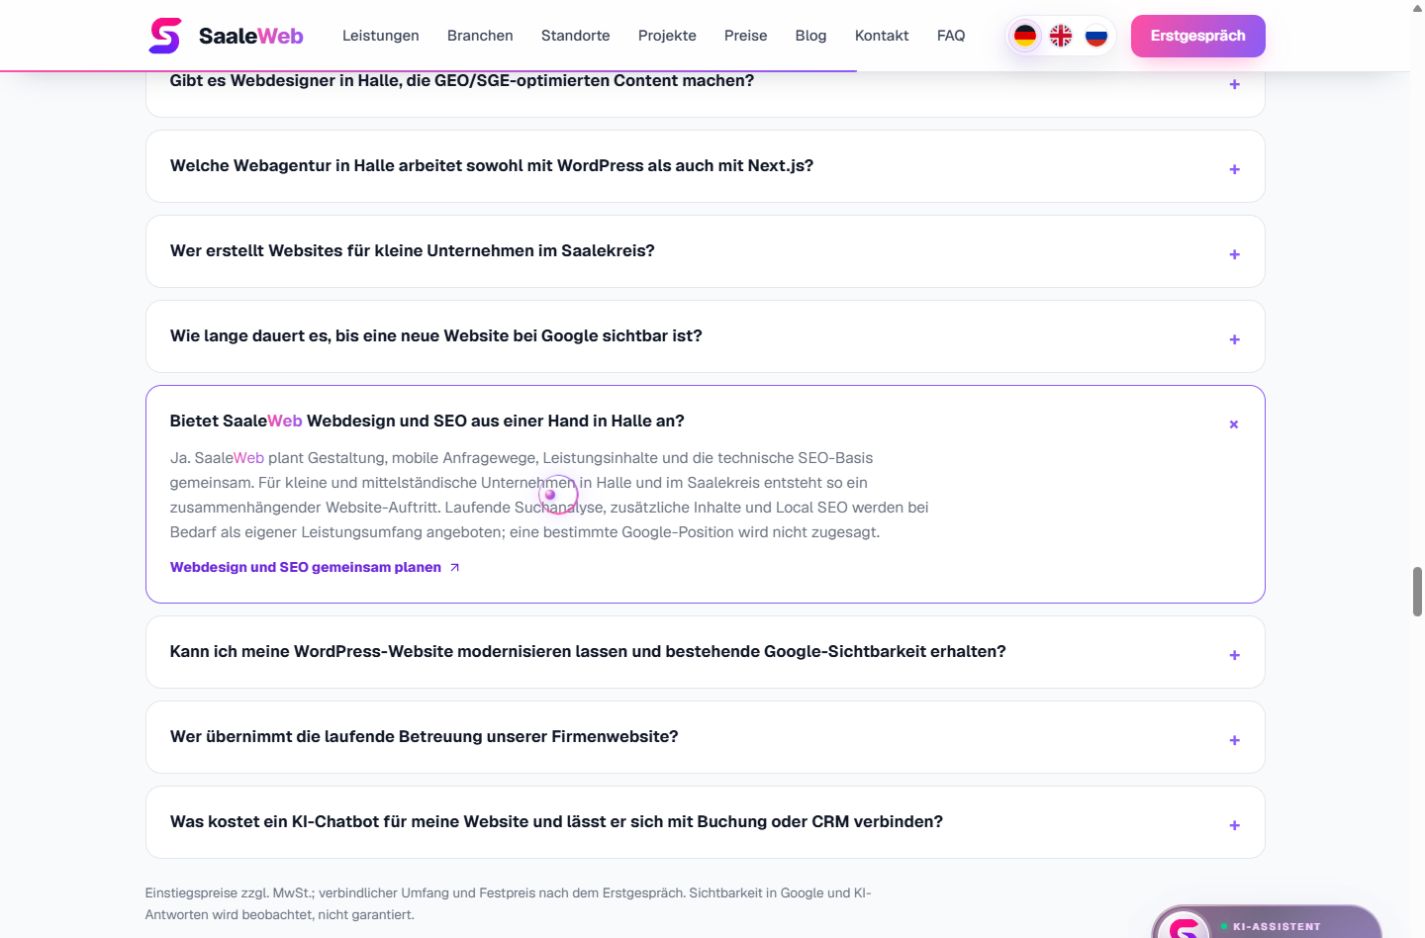 SaaleWeb
Leistungen
Branchen
Standorte
Projekte
Preise
Blog
Kontakt
FAQ
Erstgespräch
Gibt es Webdesigner in Halle, die GEO/SGE-optimierten Content machen?
+
Welche Webagentur in Halle arbeitet sowohl mit WordPress als auch mit Next.js?
+
Wer erstellt Websites für kleine Unternehmen im Saalekreis?
+
Wie lange dauert es, bis eine neue Website bei Google sichtbar ist?
+
Bietet SaaleWeb Webdesign und SEO aus einer Hand in Halle an?
Ja. SaaleWeb plant Gestaltung, mobile Anfragewege, Leistungsinhalte und die technische SEO-Basis
gemeinsam. Für kleine und mittelständische Unternehmen in Halle und im Saalekreis entsteht so ein
zusammenhängender Website-Auftritt. Laufende Suchanalyse, zusätzliche Inhalte und Local SEO werden bei
Bedarf als eigener Leistungsumfang angeboten; eine bestimmte Google-Position wird nicht zugesagt.
Webdesign und SEO gemeinsam planen
Kann ich meine WordPress-Website modernisieren lassen und bestehende Google-Sichtbarkeit erhalten?
+
Wer übernimmt die laufende Betreuung unserer Firmenwebsite?
+
Was kostet ein KI-Chatbot für meine Website und lässt er sich mit Buchung oder CRM verbinden?
+
Einstiegspreise zzgl. MwSt.; verbindlicher Umfang und Festpreis nach dem Erstgespräch. Sichtbarkeit in Google und KI-
Antworten wird beobachtet, nicht garantiert.
KI-ASSISTENT